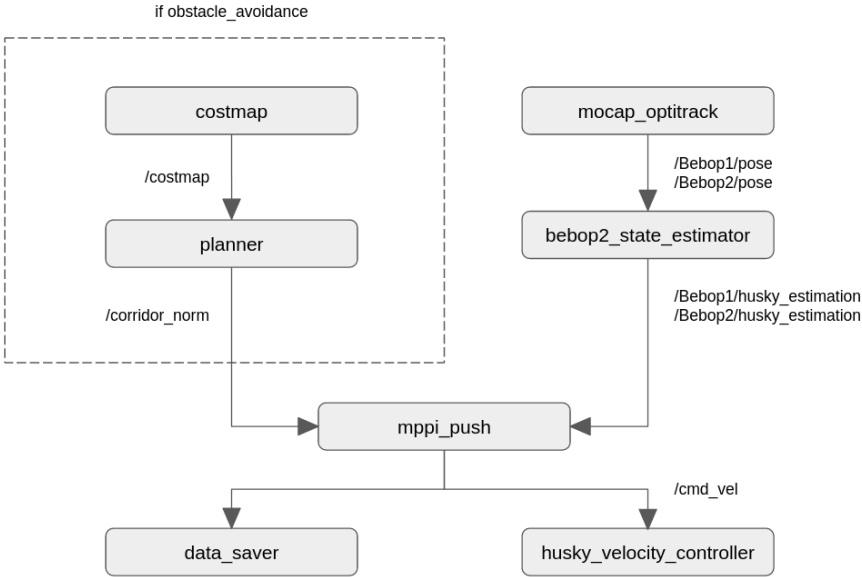 if obstacle_avoidance
costmap
mocap_optitrack
/costmap
/Bebop1/pose
/Bebop2/pose
planner
bebop2_state_estimator
/corridor_norm
/Bebop1/husky_estimation
/Bebop2/husky_estimation
mppi_push
/cmd_vel
data_saver
husky_velocity_controller